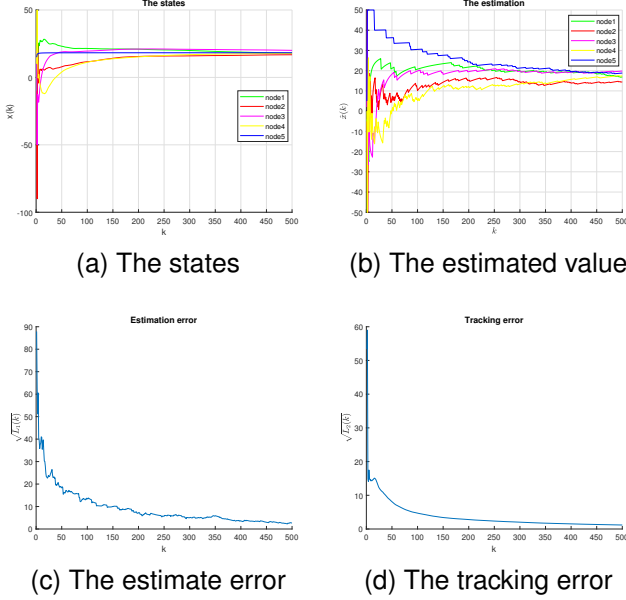 The states
x(k)
50
0
-50
-100
0 50 100 150 200 250 300 350 400 450 500
k
node1
node2
node3
node4
node5
(a) The states
The estimation
x̂(k)
50
40
30
20
10
0
-10
-20
-30
-40
-50
0 50 100 150 200 250 300 350 400 450 500
k
node1
node2
node3
node4
node5
(b) The estimated value
Estimation error
√L₁(k)
90
80
70
60
50
40
30
20
10
0
0 50 100 150 200 250 300 350 400 450 500
k
(c) The estimate error
Tracking error
√L₂(k)
60
50
40
30
20
10
0
0 50 100 150 200 250 300 350 400 450 500
k
(d) The tracking error